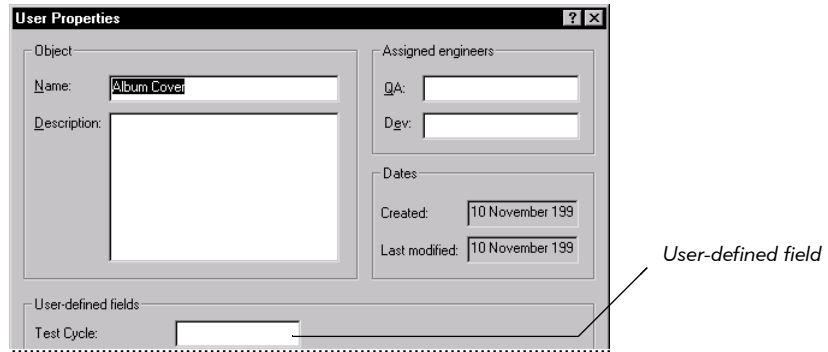 User Properties
Object
Name: Album Cover
Description:
Assigned engineers
QA:
Dev:
Dates
Created: 10 November 199
Last modified: 10 November 199
User-defined field
User-defined fields
Test Cycle: